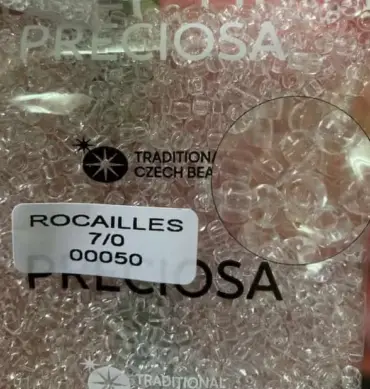 PRECIOSA
TRADITIONAL
CZECH BEA
ROCAILLES
7/0
00050
PRECIOSA
TRADITIONAL